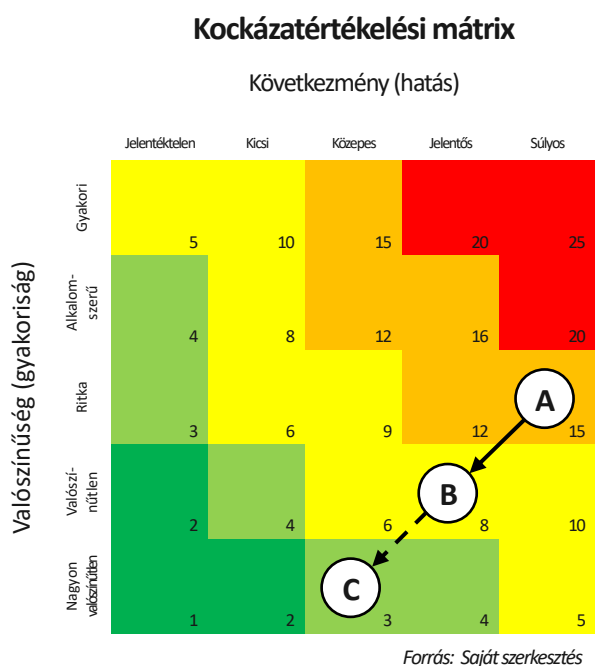 Kockázatértékelési mátrix
Következmény (hatás)
Jelentéktelen Kicsi Közepes Jelentős Súlyos
Valószínűség (gyakoriság)
Gyakori
5 10 15 20 25
Alkalom-
szerű
4 8 12 16 20
Ritka
A
3 6 9 12 15
Valószí-
nűtlen
B
2 4 6 8 10
Nagyon
valószínűtlen
C
1 2 3 4 5
Forrás: Saját szerkesztés